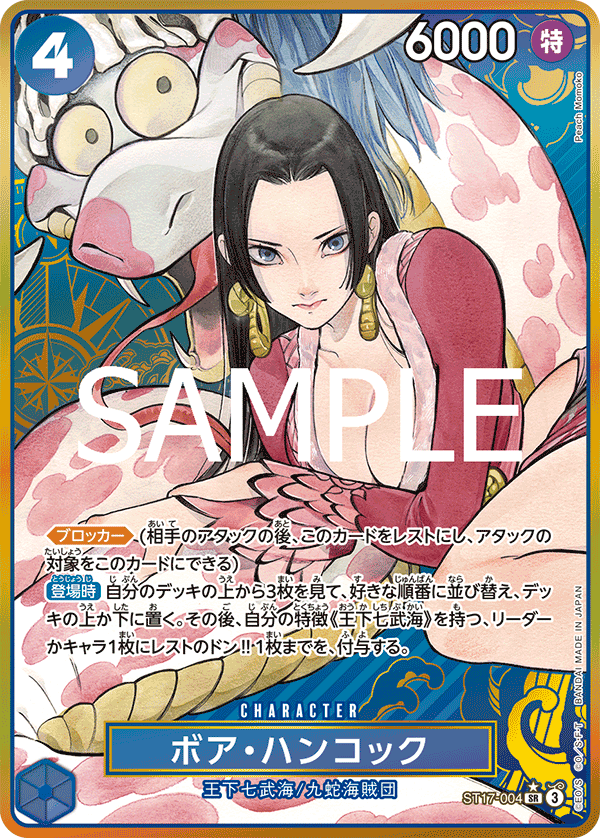 4
6000
特
Peach Momoko
SAMPLE
ブロッカー (相手のアタックの後、このカードをレストにし、アタックの
対象をこのカードにできる)
登場時 自分のデッキの上から3枚を見て、好きな順番に並び替え、デッ
キの上か下に置く。その後、自分の特徴《王下七武海》を持つ、リーダー
かキャラ1枚にレストのドン!!1枚までを、付与する。
CHARACTER
ボア・ハンコック
王下七武海/九蛇海賊団
ST17-004 SR 3
©E.O/S. ©O/S・F・T BANDAI MADE IN JAPAN